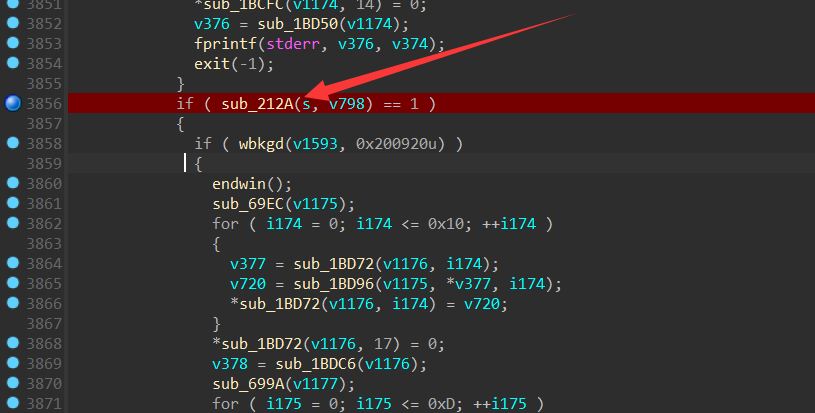 3851 *sub_1BCFC(v1174, 14) = 0;
3852 v376 = sub_1BD50(v1174);
3853 fprintf(stderr, v376, v374);
3854 exit(-1);
3855 }
3856 if ( sub_212A(s, v798) == 1 )
3857 {
3858 if ( wbkgd(v1593, 0x200920u) )
3859 {
3860 endwin();
3861 sub_69EC(v1175);
3862 for ( i174 = 0; i174 <= 0x10; ++i174 )
3863 {
3864 v377 = sub_1BD72(v1176, i174);
3865 v720 = sub_1BD96(v1175, *v377, i174);
3866 *sub_1BD72(v1176, i174) = v720;
3867 }
3868 *sub_1BD72(v1176, 17) = 0;
3869 v378 = sub_1BDC6(v1176);
3870 sub_699A(v1177);
3871 for ( i175 = 0; i175 <= 0xD; ++i175 )